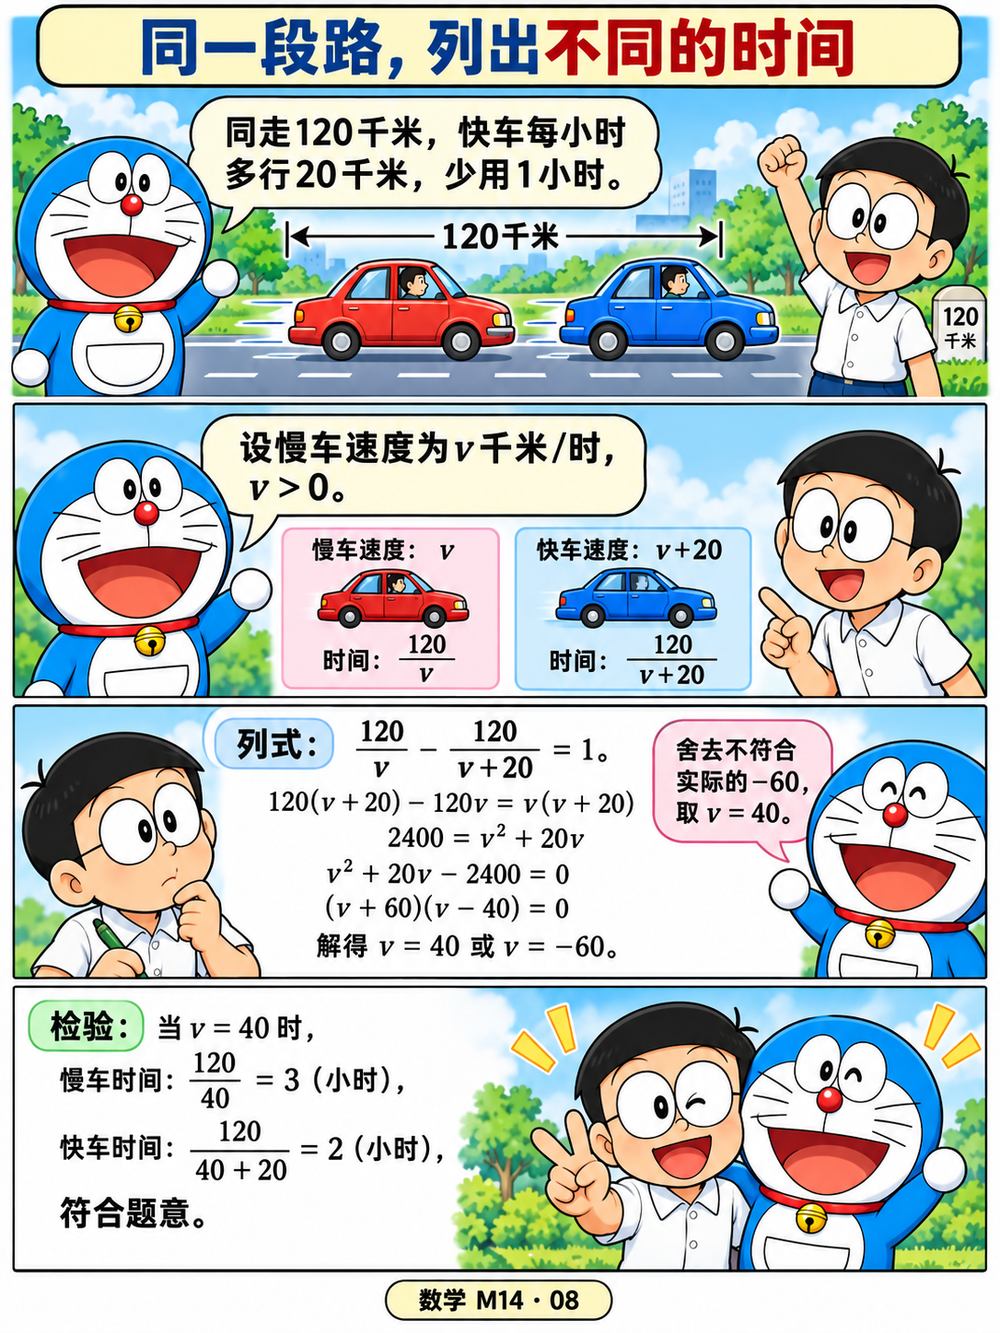 同一段路，列出不同的时间
同走120千米，快车每小时
多行20千米，少用1小时。
120千米
120
千米
设慢车速度为v千米/时，
v > 0。
慢车速度： v
时间： 120/v
快车速度： v+20
时间： 120/(v+20)
列式： 120/v − 120/(v+20) = 1。
120(v + 20) − 120v = v(v + 20)
2400 = v² + 20v
v² + 20v − 2400 = 0
(v + 60)(v − 40) = 0
解得 v = 40 或 v = −60。
舍去不符合
实际的−60，
取 v = 40。
检验： 当 v = 40 时，
慢车时间： 120/40 = 3（小时），
快车时间： 120/(40 + 20) = 2（小时），
符合题意。
数学 M14 · 08